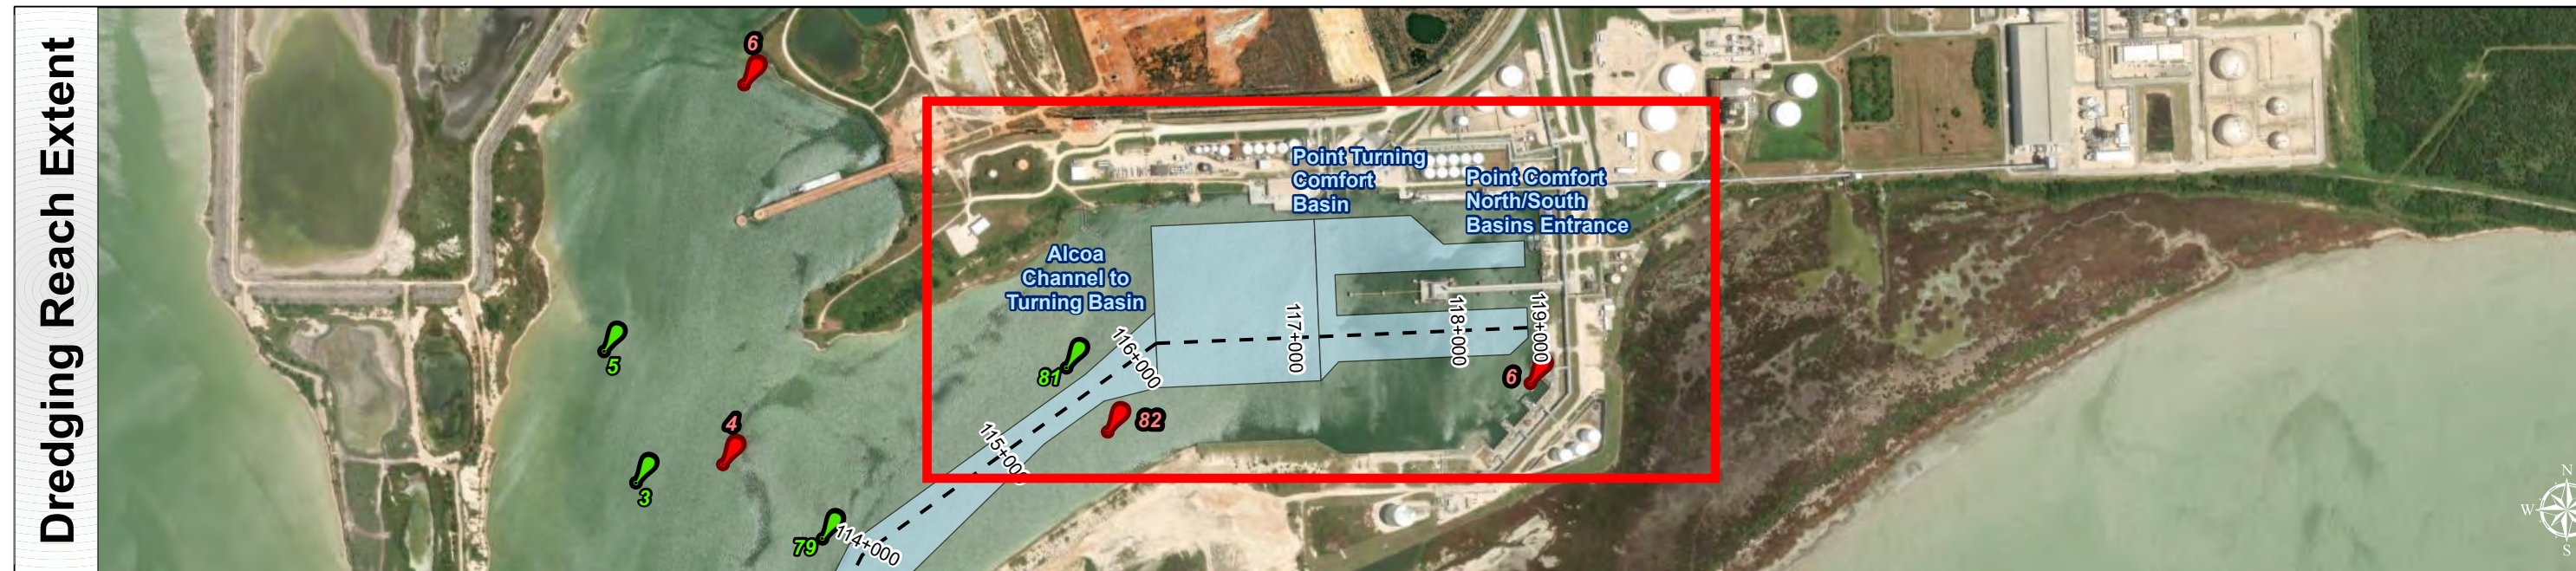 Dredging Reach Extent
6
Point Turning
Comfort
Basin
Point Comfort
North/South
Basins Entrance
Alcoa
Channel to
Turning Basin
5
81
116+000
117+000
118+000
119+000
6
4
82
115+000
3
79
114+000
N
W
S